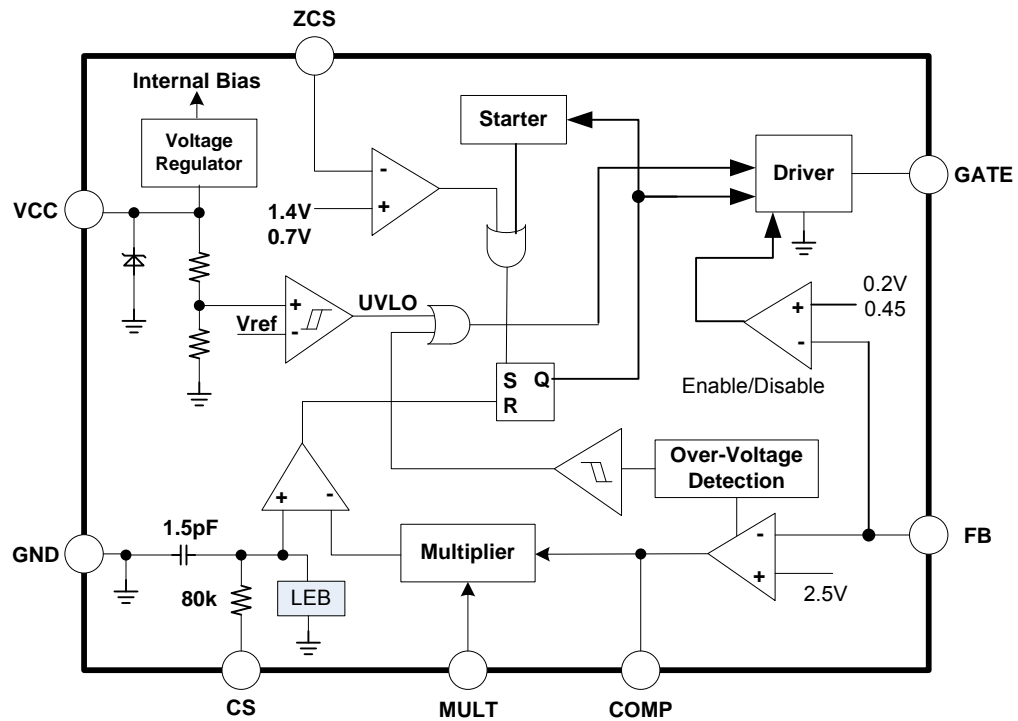 ZCS
Internal Bias
Voltage
Regulator
Starter
Driver
GATE
VCC
-
+
1.4V
0.7V
UVLO
+
-
Vref
0.2V
0.45
+
-
Enable/Disable
S Q
R
Over-Voltage
Detection
+ -
1.5pF
GND
Multiplier
-
+
2.5V
FB
80k
LEB
CS
MULT
COMP